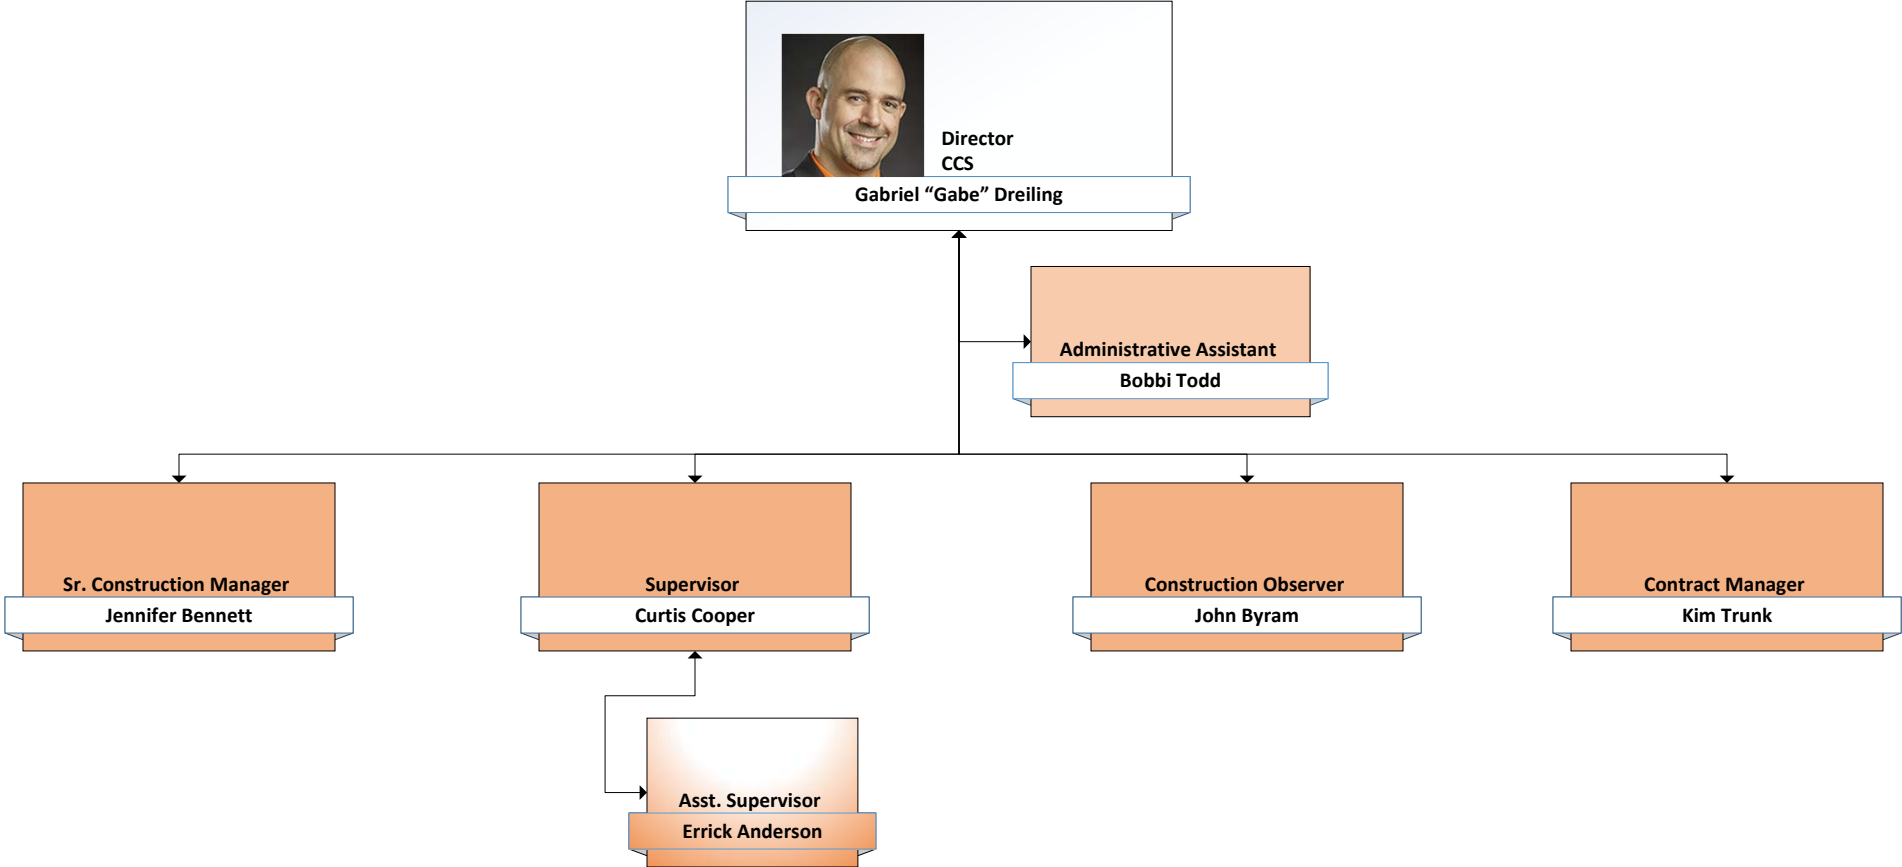 Director
CCS
Gabriel “Gabe” Dreiling
Administrative Assistant
Bobbi Todd
Sr. Construction Manager
Jennifer Bennett
Supervisor
Curtis Cooper
Construction Observer
John Byram
Contract Manager
Kim Trunk
Asst. Supervisor
Errick Anderson